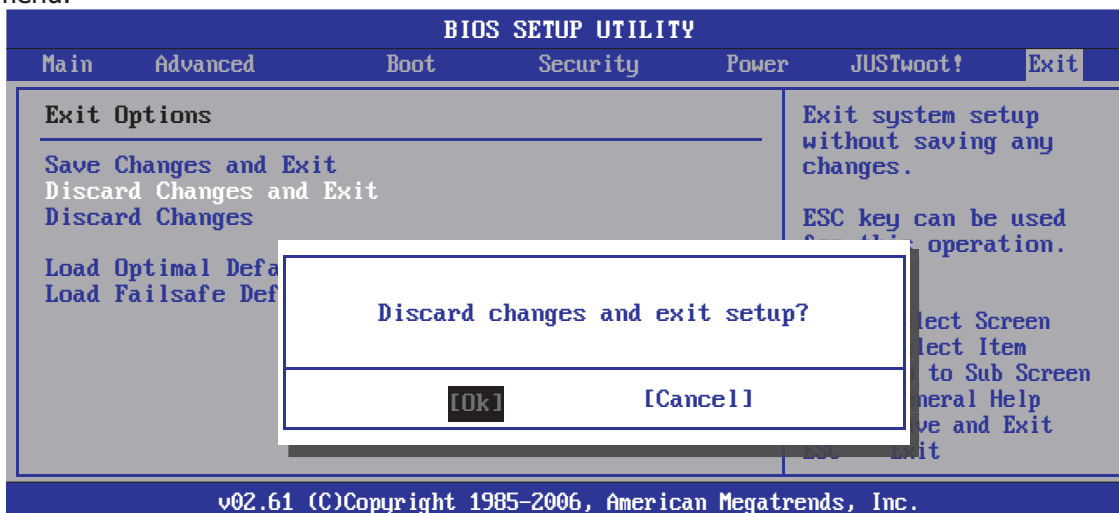 BIOS SETUP UTILITY
Main Advanced Boot Security Power JUSTwoot! Exit
Exit Options
Save Changes and Exit
Discard Changes and Exit
Discard Changes
Load Optimal Defa
Load Failsafe Def
Exit system setup
without saving any
changes.
ESC key can be used
operation.
Discard changes and exit setup?
[Ok] [Cancel]
lect Screen
lect Item
to Sub Screen
neral Help
ve and Exit
ESC Exit
v02.61 (C)Copyright 1985-2006, American Megatrends, Inc.